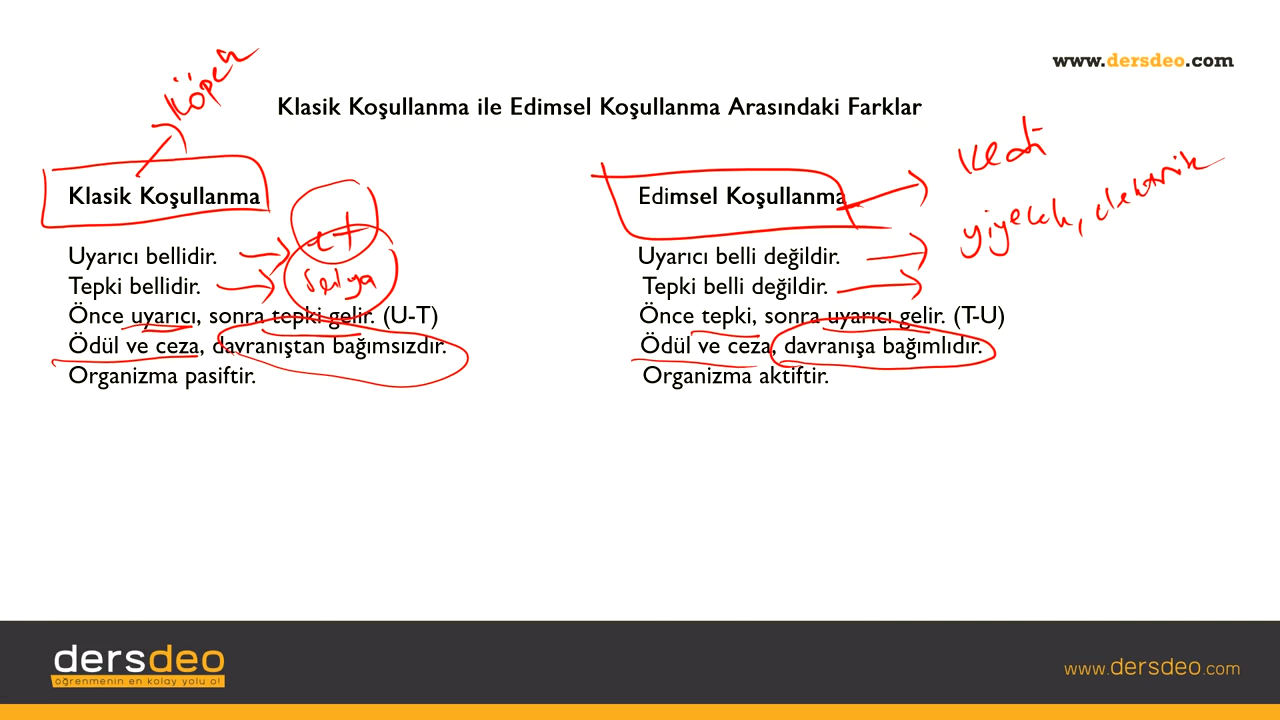 www.dersdeo.com
Köpek
Klasik Koşullanma ile Edimsel Koşullanma Arasındaki Farklar
Klasik Koşullanma
Uyarıcı bellidir.
et
Tepki bellidir.
Salya
Önce uyarıcı, sonra tepki gelir. (U-T)
Ödül ve ceza, davranıştan bağımsızdır.
Organizma pasiftir.
Edimsel Koşullanma
Kedi
Uyarıcı belli değildir.
yiyecek, elektrik
Tepki belli değildir.
Önce tepki, sonra uyarıcı gelir. (T-U)
Ödül ve ceza, davranışa bağımlıdır.
Organizma aktiftir.
dersdeo
öğrenmenin en kolay yolu o!
www.dersdeo.com